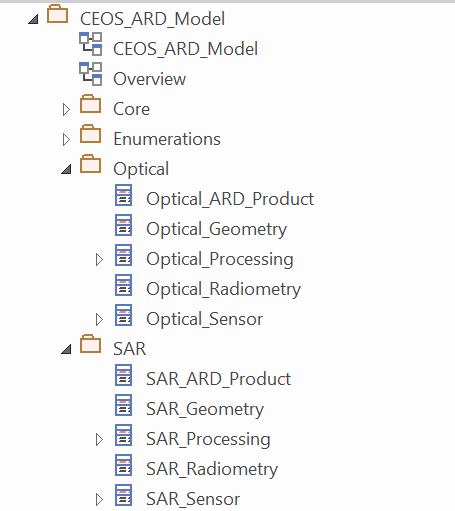 CEOS_ARD_Model
CEOS_ARD_Model
Overview
Core
Enumerations
Optical
Optical_ARD_Product
Optical_Geometry
Optical_Processing
Optical_Radiometry
Optical_Sensor
SAR
SAR_ARD_Product
SAR_Geometry
SAR_Processing
SAR_Radiometry
SAR_Sensor